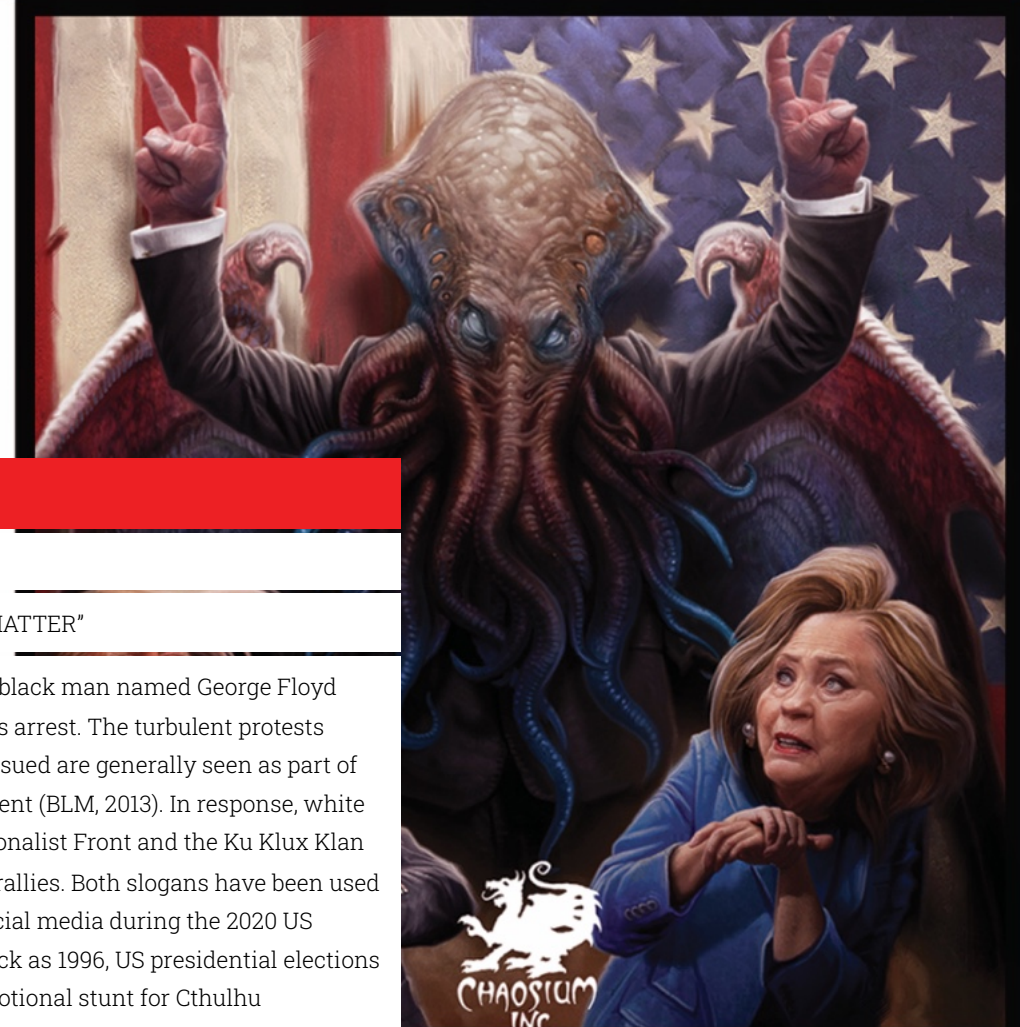 MATTER”
black man named George Floyd
s arrest. The turbulent protests
sued are generally seen as part of
ent (BLM, 2013). In response, white
onalist Front and the Ku Klux Klan
rallies. Both slogans have been used
cial media during the 2020 US
ck as 1996, US presidential elections
otional stunt for Cthulhu
CHAOSIUM
INC